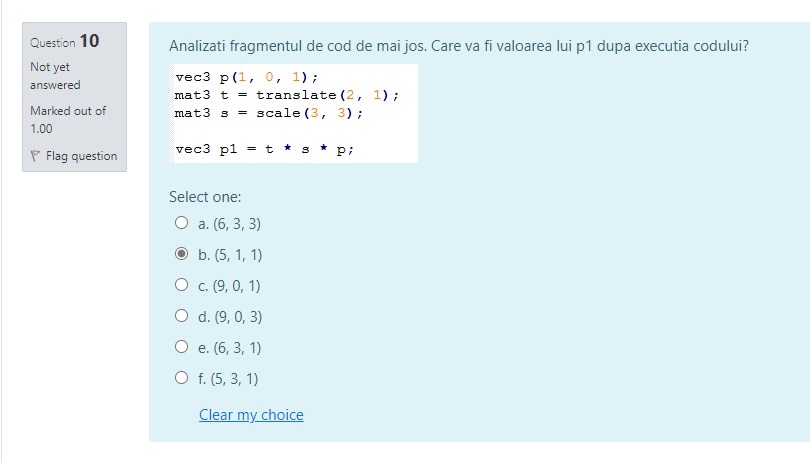 Question 10
Not yet
answered
Marked out of
1.00
Flag question
Analizati fragmentul de cod de mai jos. Care va fi valoarea lui p1 dupa executia codului?
vec3 p(1, 0, 1);
mat3 t = translate(2, 1);
mat3 s = scale(3, 3);
vec3 p1 = t * s * p;
Select one:
a. (6, 3, 3)
b. (5, 1, 1)
c. (9, 0, 1)
d. (9, 0, 3)
e. (6, 3, 1)
f. (5, 3, 1)
Clear my choice